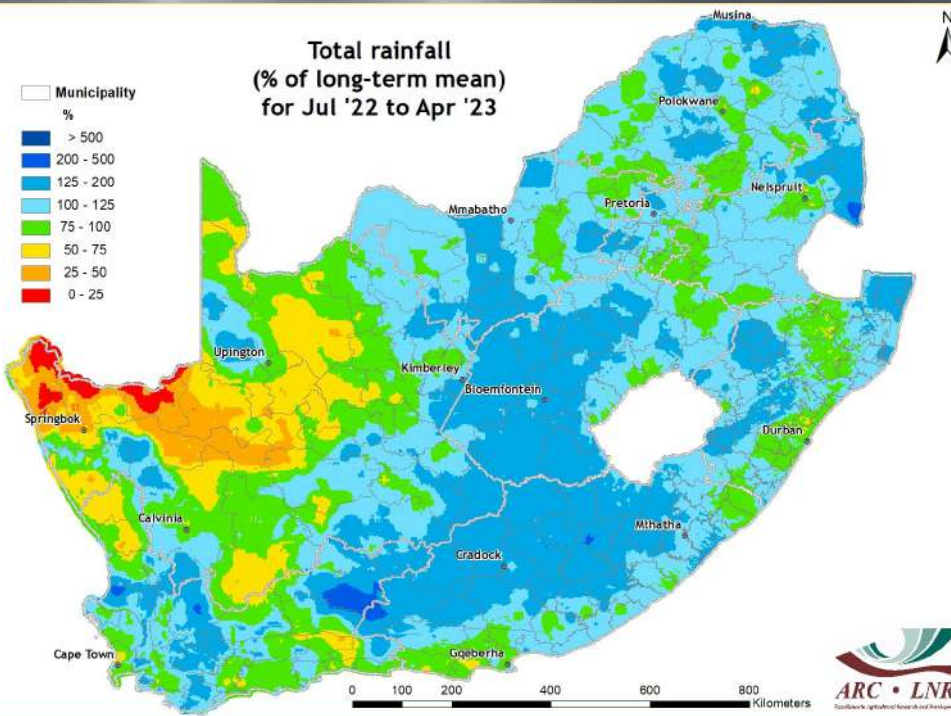 Total rainfall
(% of long-term mean)
for Jul '22 to Apr '23
N
Municipality
%
> 500
200 - 500
125 - 200
100 - 125
75 - 100
50 - 75
25 - 50
0 - 25
Musina
Polokwane
Nelspruit
Pretoria
Mmabatho
Upington
Kimberley
Bloemfontein
Springbok
Durban
Calvinia
Mthatha
Cradock
Cape Town
Gqeberha
0 100 200 400 600 800
Kilometers
ARC • LNR